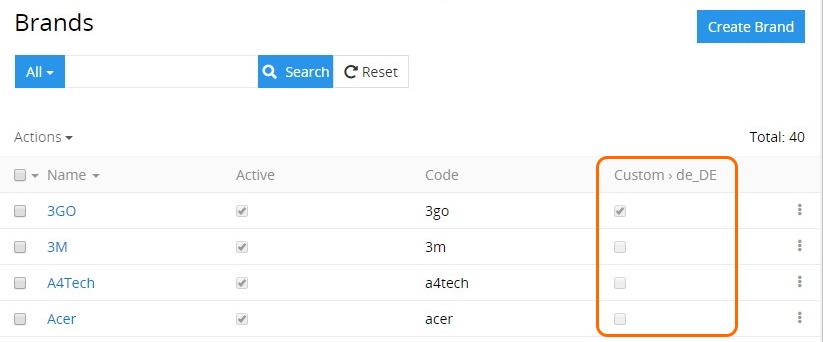 Brands
Create Brand
All
Search
Reset
Actions
Total: 40
Name Active Code Custom › de_DE
3GO 3go
3M 3m
A4Tech a4tech
Acer acer